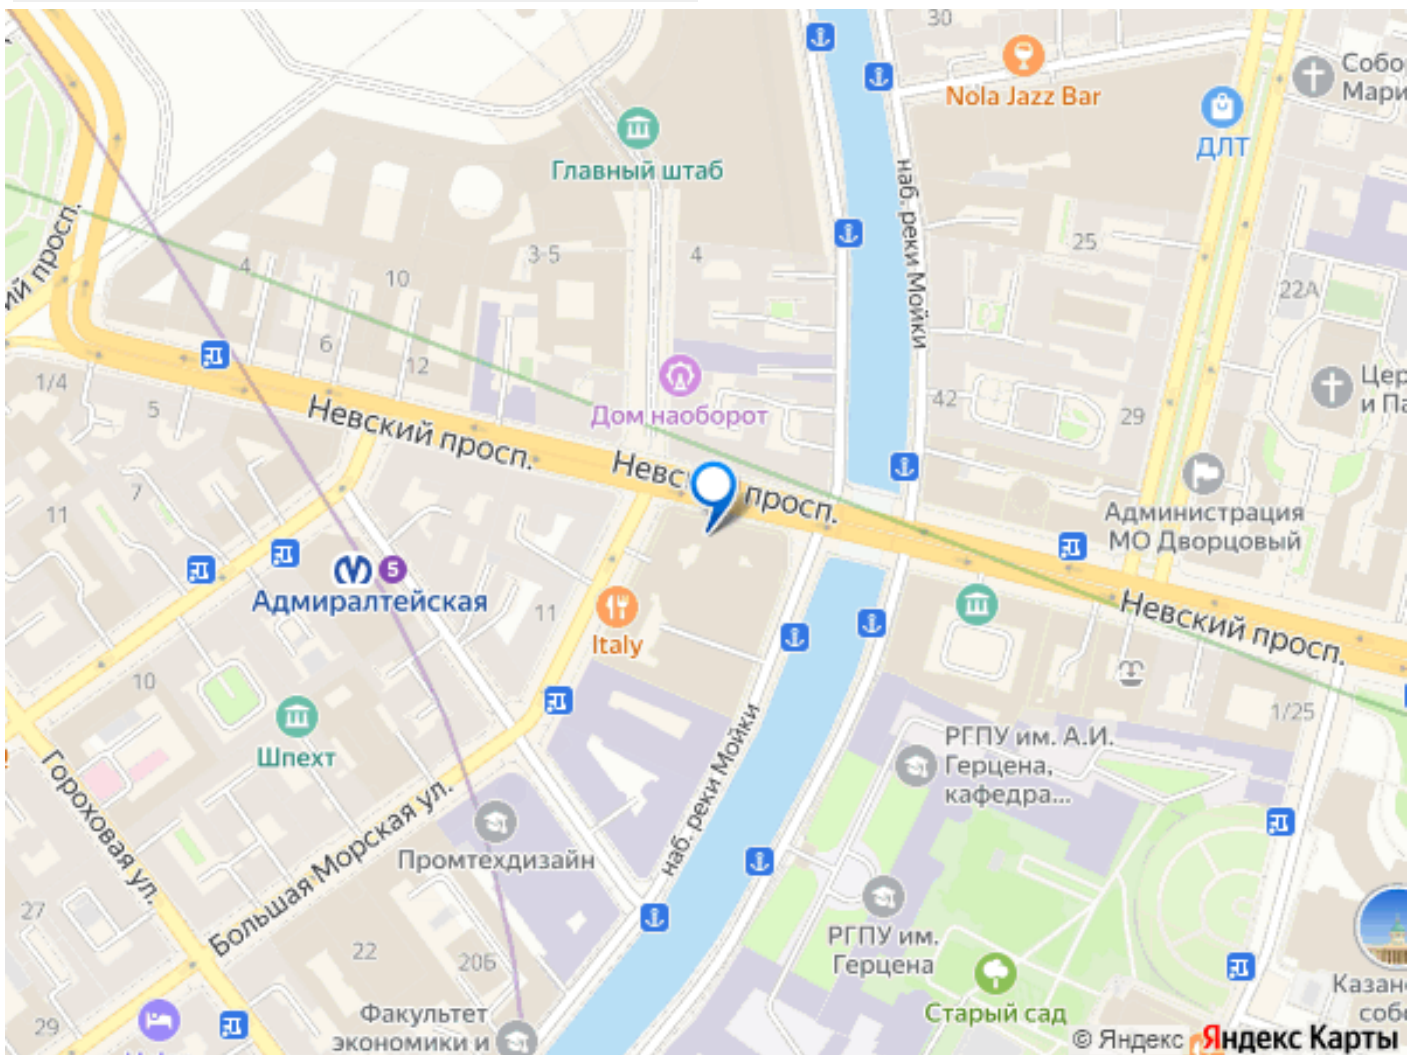 30
Nola Jazz Bar
Собо
Мари
ДЛТ
Главный штаб
наб. реки Мойки
ий просп.
4
10
3-5
4
25
22А
6
12
1/4
5
Дом наоборот
42
29
Цер
и Па
Невский просп.
Невс
просп.
7
11
Администрация
МО Дворцовый
5
Адмиралтейская
11
Italy
Невский просп.
10
Шпехт
1/25
наб. реки Мойки
РГПУ им. А.И.
Герцена,
кафедра...
Гороховая ул.
Большая Морская ул.
Промтехдизайн
27
22
20Б
РГПУ им.
Герцена
Старый сад
Казан
собо
29
Факультет
экономики и
© Яндекс Яндекс Карты